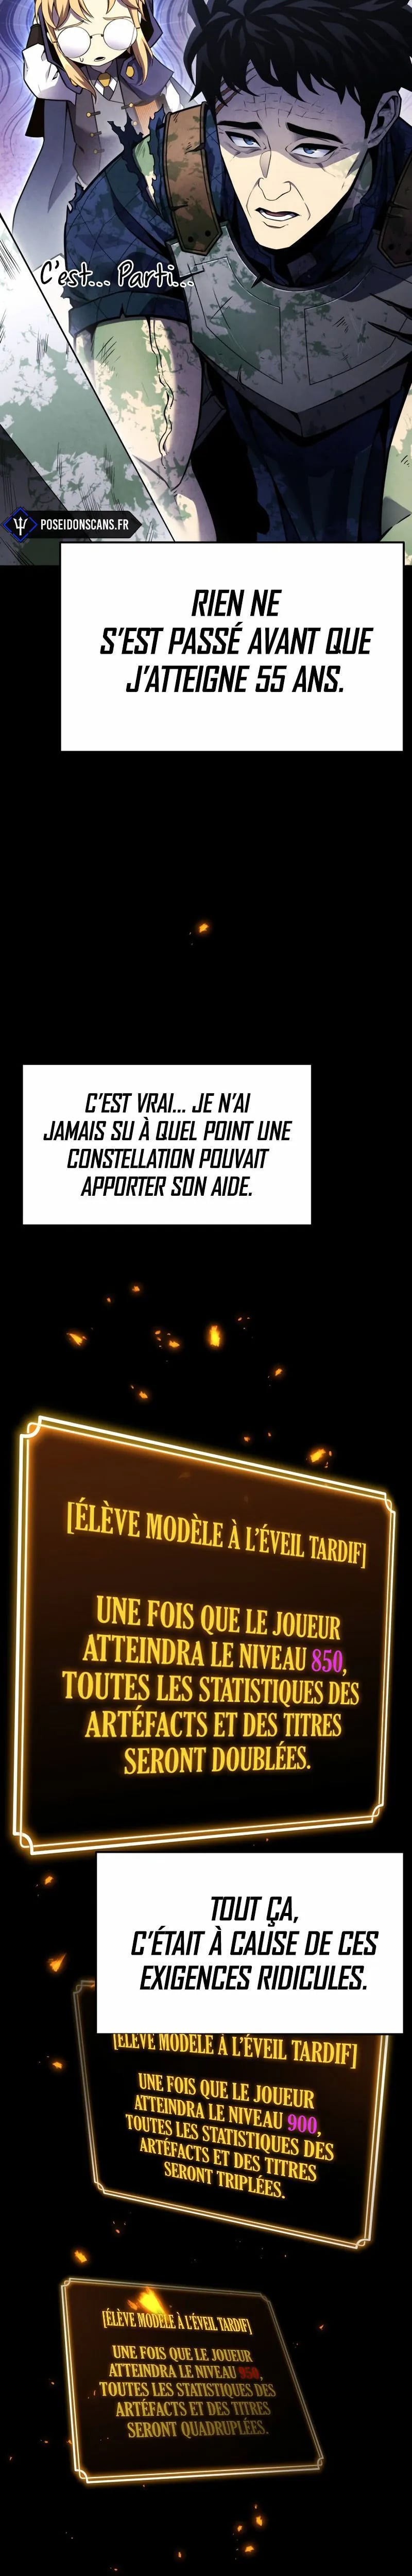 C'est... Parti...
POSEIDONSCANS.FR
RIEN NE
S'EST PASSÉ AVANT QUE
J'ATTEIGNE 55 ANS.
C'EST VRAI... JE N'AI
JAMAIS SU À QUEL POINT UNE
CONSTELLATION POUVAIT
APPORTER SON AIDE.
[ÉLÈVE MODÈLE À L'ÉVEIL TARDIF]
UNE FOIS QUE LE JOUEUR
ATTEINDRA LE NIVEAU 850,
TOUTES LES STATISTIQUES DES
ARTÉFACTS ET DES TITRES
SERONT DOUBLÉES.
TOUT ÇA,
C'ÉTAIT À CAUSE DE CES
EXIGENCES RIDICULES.
[ÉLÈVE MODÈLE À L'ÉVEIL TARDIF]
UNE FOIS QUE LE JOUEUR
ATTEINDRA LE NIVEAU 900,
TOUTES LES STATISTIQUES DES
ARTÉFACTS ET DES TITRES
SERONT TRIPLÉES.
[ÉLÈVE MODÈLE À L'ÉVEIL TARDIF]
UNE FOIS QUE LE JOUEUR
ATTEINDRA LE NIVEAU 950,
TOUTES LES STATISTIQUES DES
ARTÉFACTS ET DES TITRES
SERONT QUADRUPLÉES.